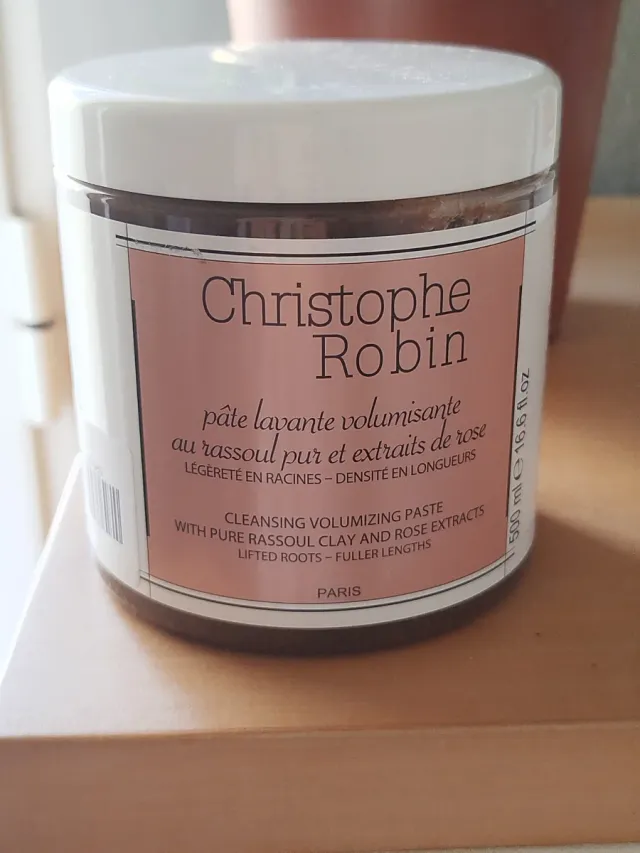 Christophe
Robin
pâte lavante volumisante
au rassoul pur et extraits de rose
LÉGÈRETÉ EN RACINES – DENSITÉ EN LONGUEURS
CLEANSING VOLUMIZING PASTE
WITH PURE RASSOUL CLAY AND ROSE EXTRACTS
LIFTED ROOTS – FULLER LENGTHS
PARIS
500 ml ℮ 16.6 fl.oz